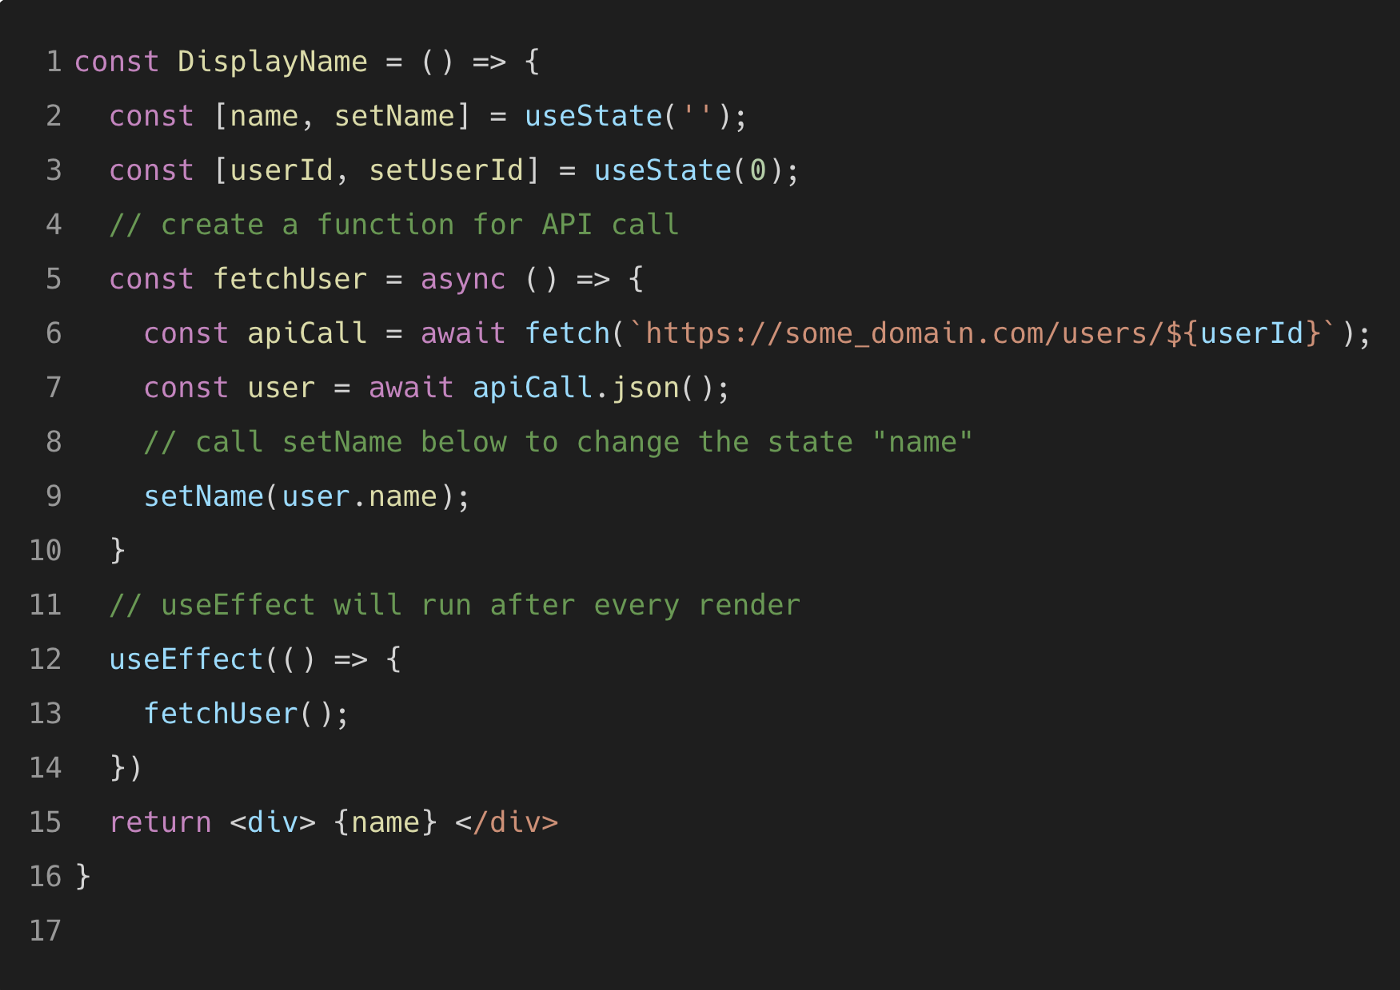 1 const DisplayName = () => {
2   const [name, setName] = useState('');
3   const [userId, setUserId] = useState(0);
4   // create a function for API call
5   const fetchUser = async () => {
6     const apiCall = await fetch(`https://some_domain.com/users/${userId}`);
7     const user = await apiCall.json();
8     // call setName below to change the state "name"
9     setName(user.name);
10   }
11   // useEffect will run after every render
12   useEffect(() => {
13     fetchUser();
14   })
15   return <div> {name} </div>
16 }
17